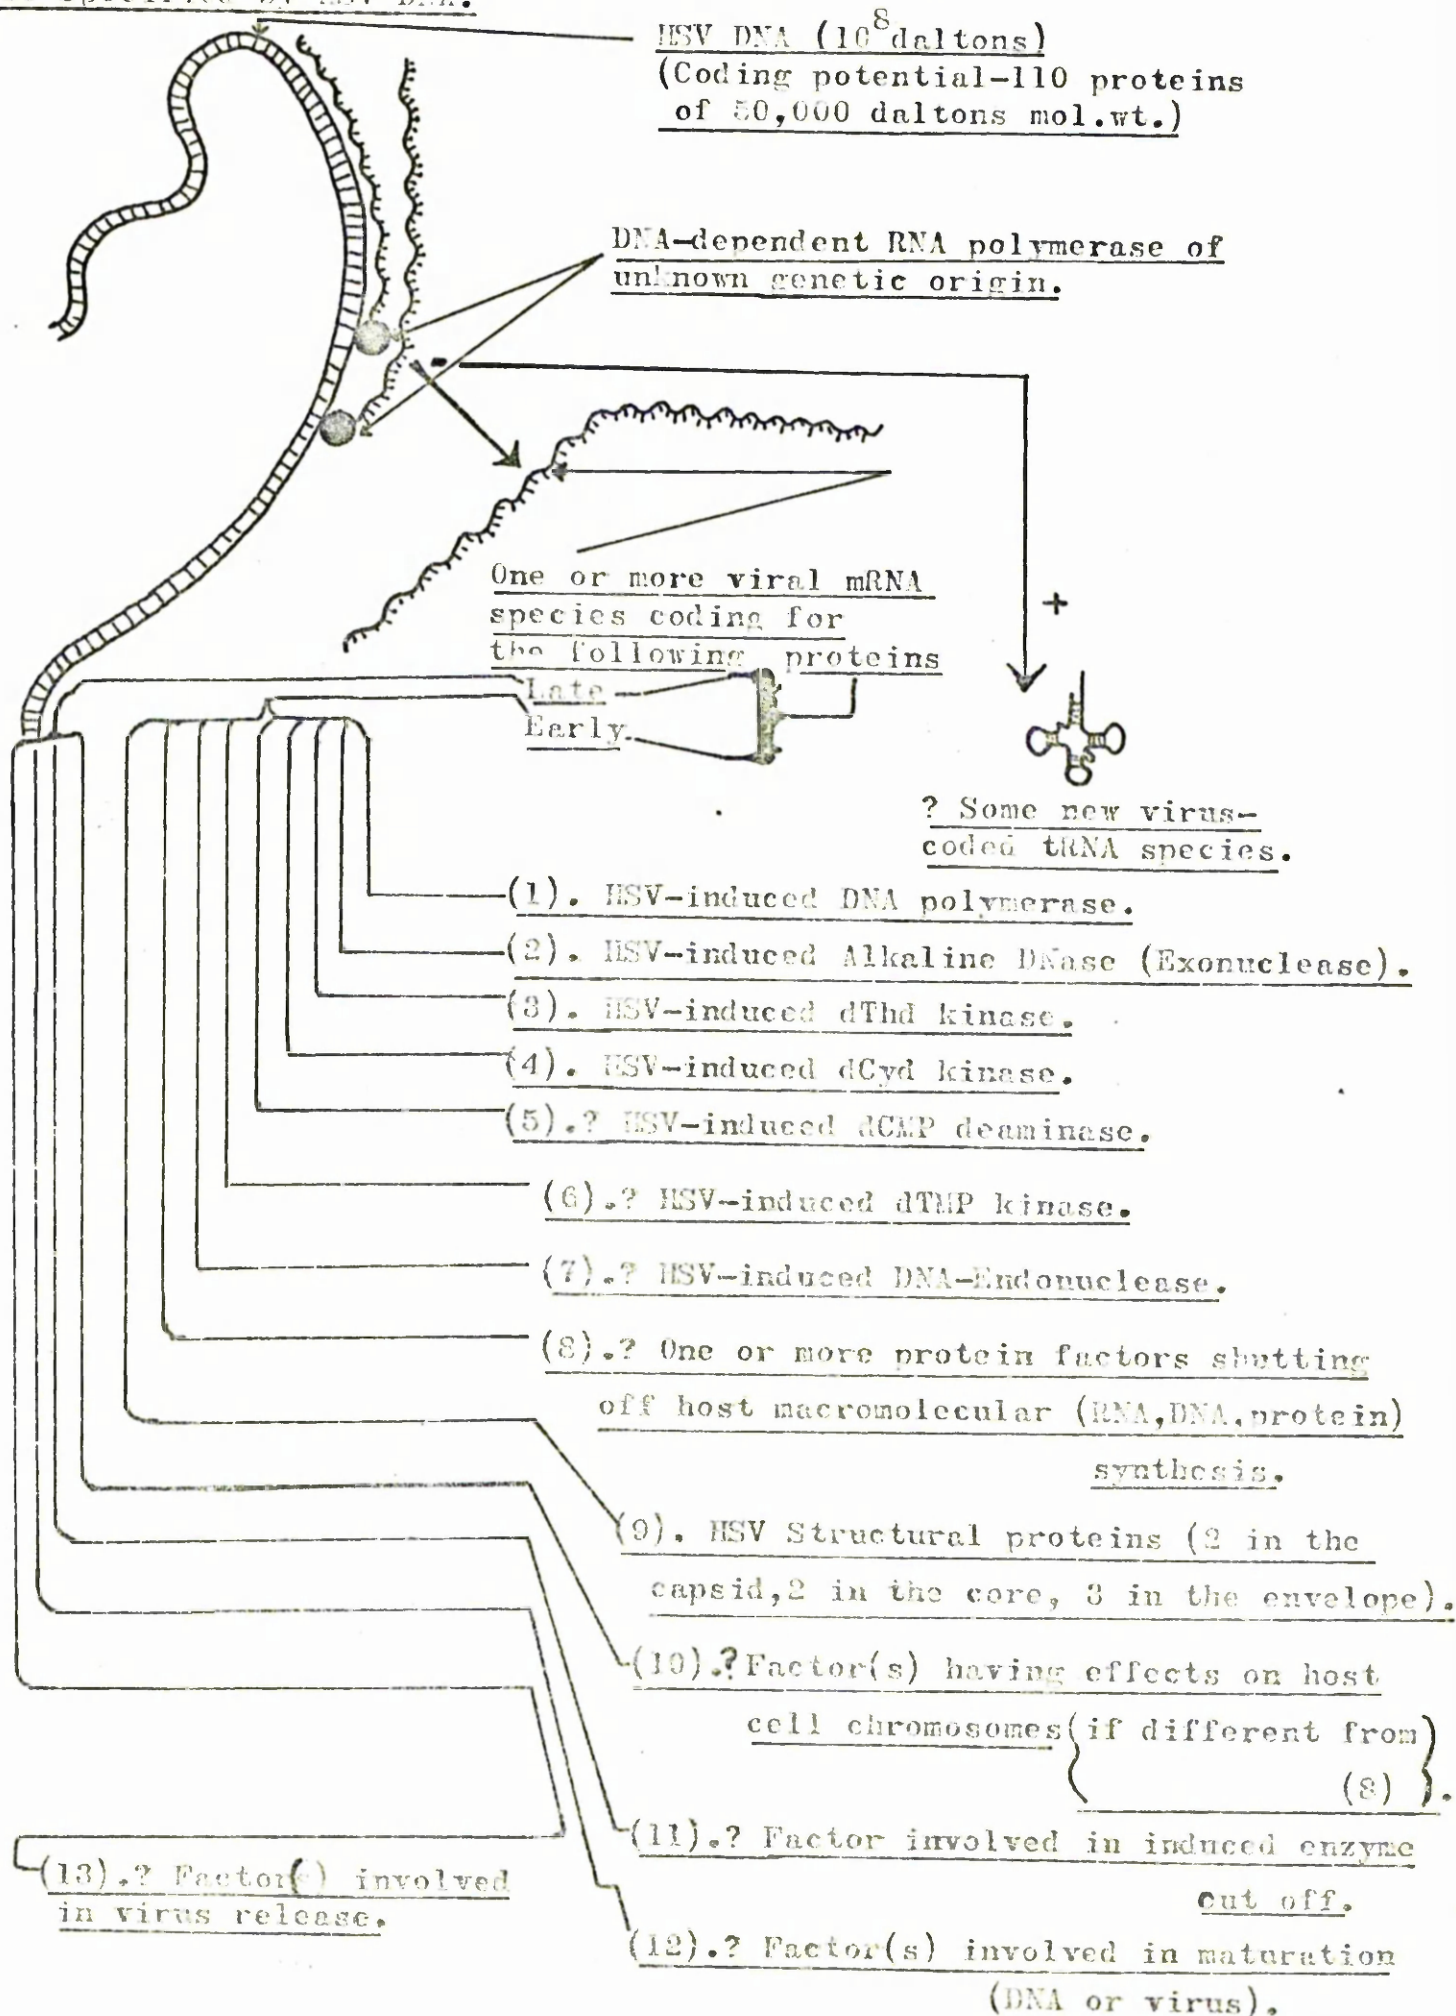 specified by HSV DNA.
HSV DNA (10⁸daltons)
(Coding potential-110 proteins
of 50,000 daltons mol.wt.)
DNA-dependent RNA polymerase of
unknown genetic origin.
One or more viral mRNA
species coding for
the following proteins
Late
Early.
+
? Some new virus-
coded tRNA species.
(1). HSV-induced DNA polymerase.
(2). HSV-induced Alkaline DNase (Exonuclease).
(3). HSV-induced dThd kinase.
(4). HSV-induced dCyd kinase.
(5).? HSV-induced dCMP deaminase.
(6).? HSV-induced dTMP kinase.
(7).? HSV-induced DNA-Endonuclease.
(8).? One or more protein factors shutting
off host macromolecular (RNA,DNA,protein)
synthesis.
(9). HSV Structural proteins (2 in the
capsid,2 in the core, 3 in the envelope).
(10).? Factor(s) having effects on host
cell chromosomes(if different from
(8) ).
(11).? Factor involved in induced enzyme
cut off.
(12).? Factor(s) involved in maturation
(DNA or virus).
(13).? Factor(s) involved
in virus release.